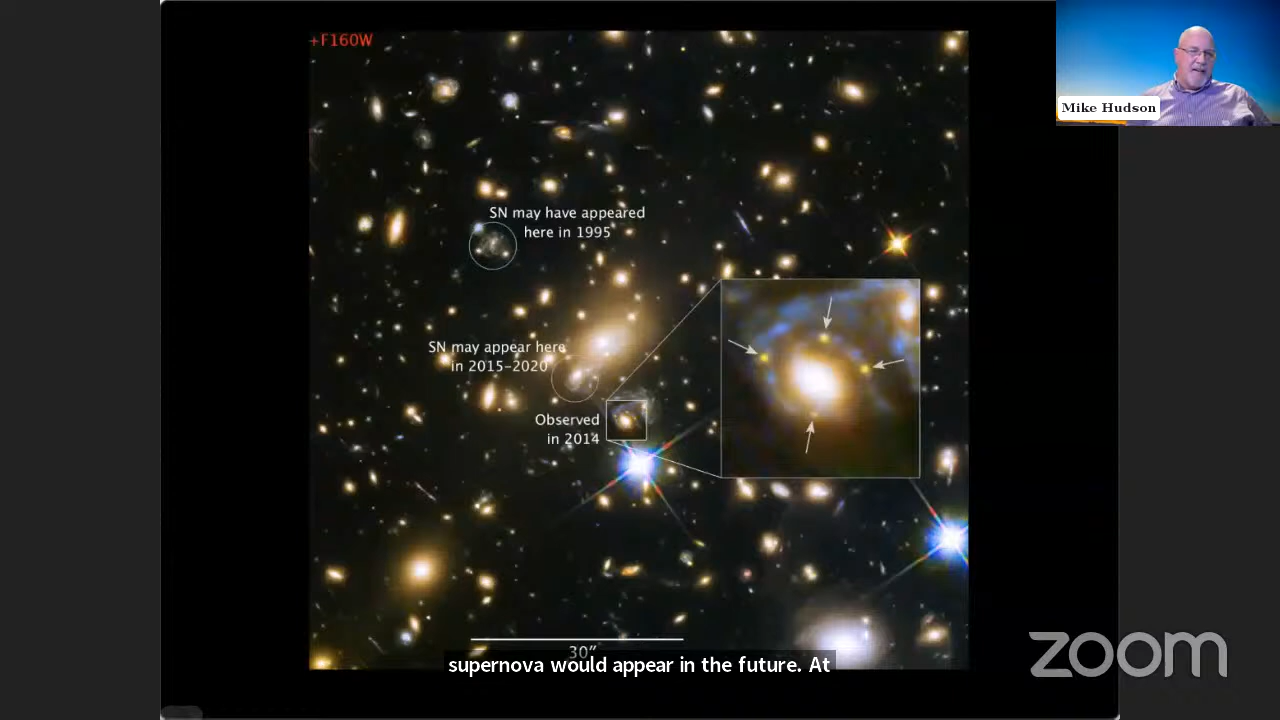 +F160W
Mike Hudson
SN may have appeared
here in 1995
SN may appear here
in 2015–2020
Observed
in 2014
30″
supernova would appear in the future. At
zoom